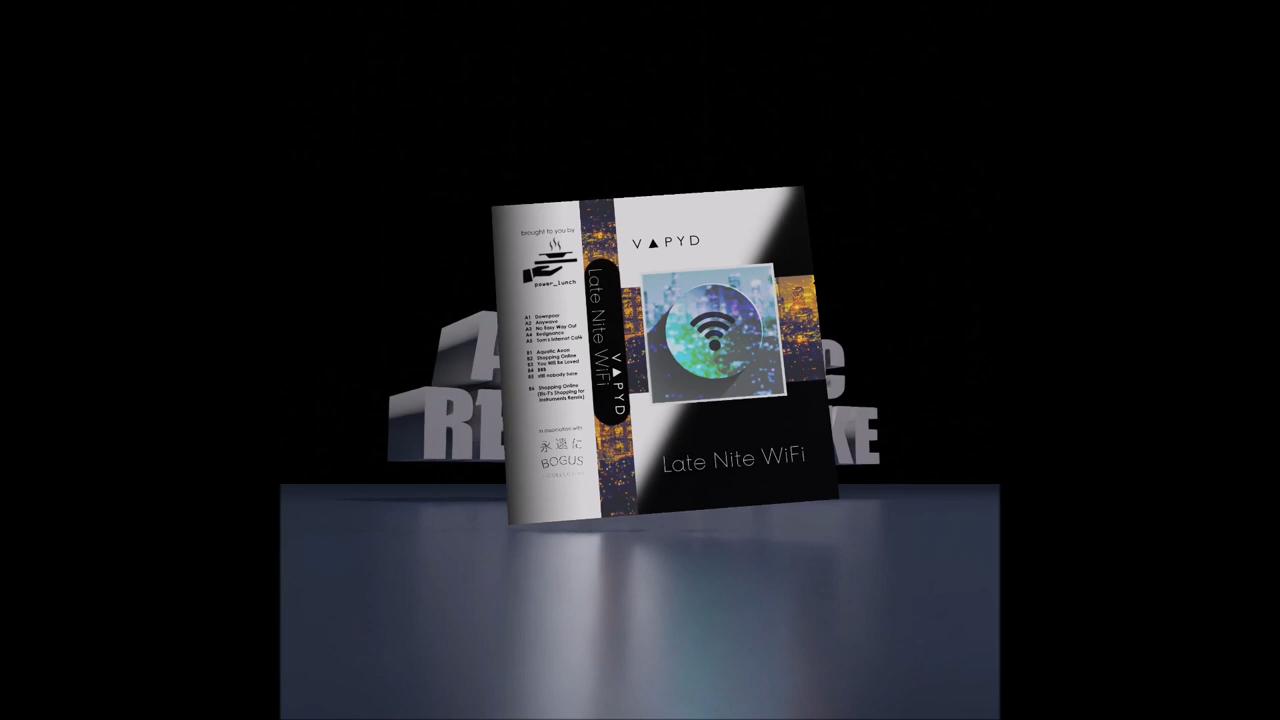 brought to you by
power_lunch
A1 Downpour
A2 Anywave
A3 No Easy Way Out
A4 Redgnance
A5 Tom's Internet Café
B1 Aquatic Aeon
B2 Shopping Online
B3 You Will Be Loved
B4 $$$
B5 still nobody here
B6 Shopping Online
(Eis-T's Shopping for
Instruments Remix)
in association with
永遠に
BOGUS
COLLECTIVE
Late Nite WiFi
V▲PYD
V▲PYD
Late Nite WiFi